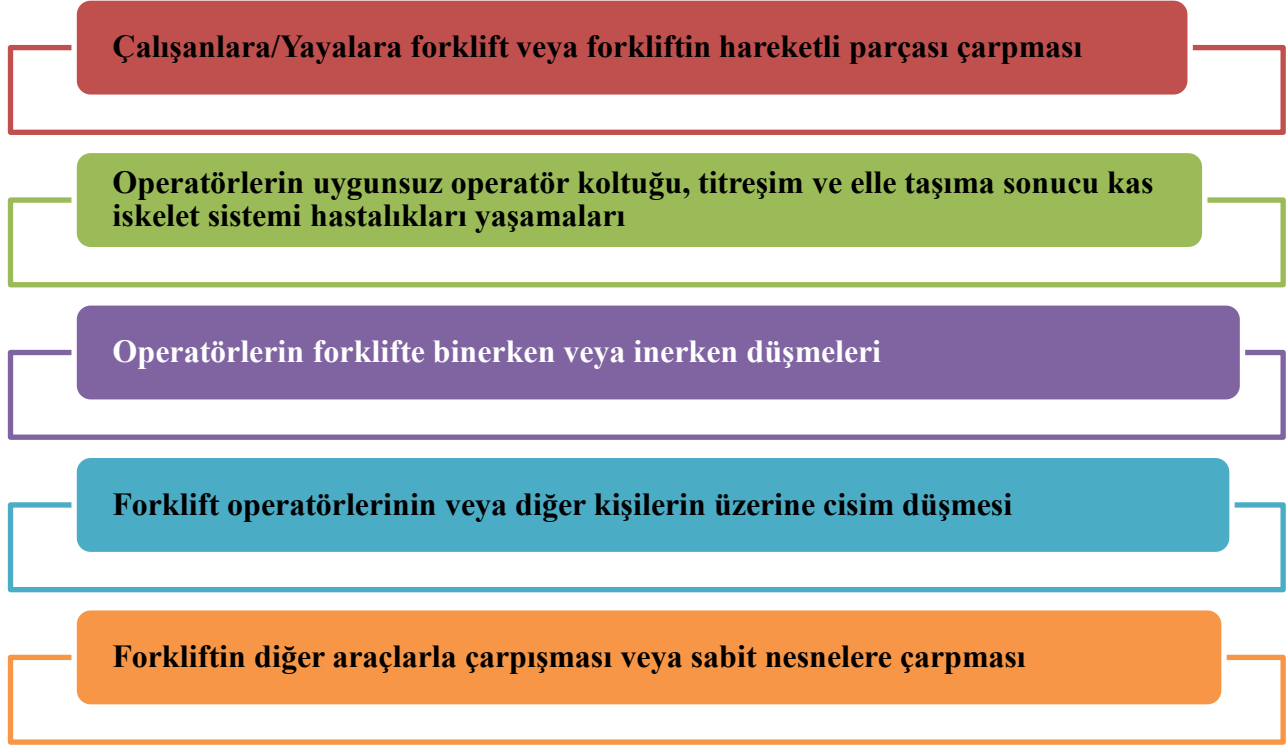 Çalışanlara/Yayalara forklift veya forkliftin hareketli parçası çarpması
Operatörlerin uygunsuz operatör koltuğu, titreşim ve elle taşıma sonucu kas
iskelet sistemi hastalıkları yaşamaları
Operatörlerin forklifte binerken veya inerken düşmeleri
Forklift operatörlerinin veya diğer kişilerin üzerine cisim düşmesi
Forkliftin diğer araçlarla çarpışması veya sabit nesnelere çarpması